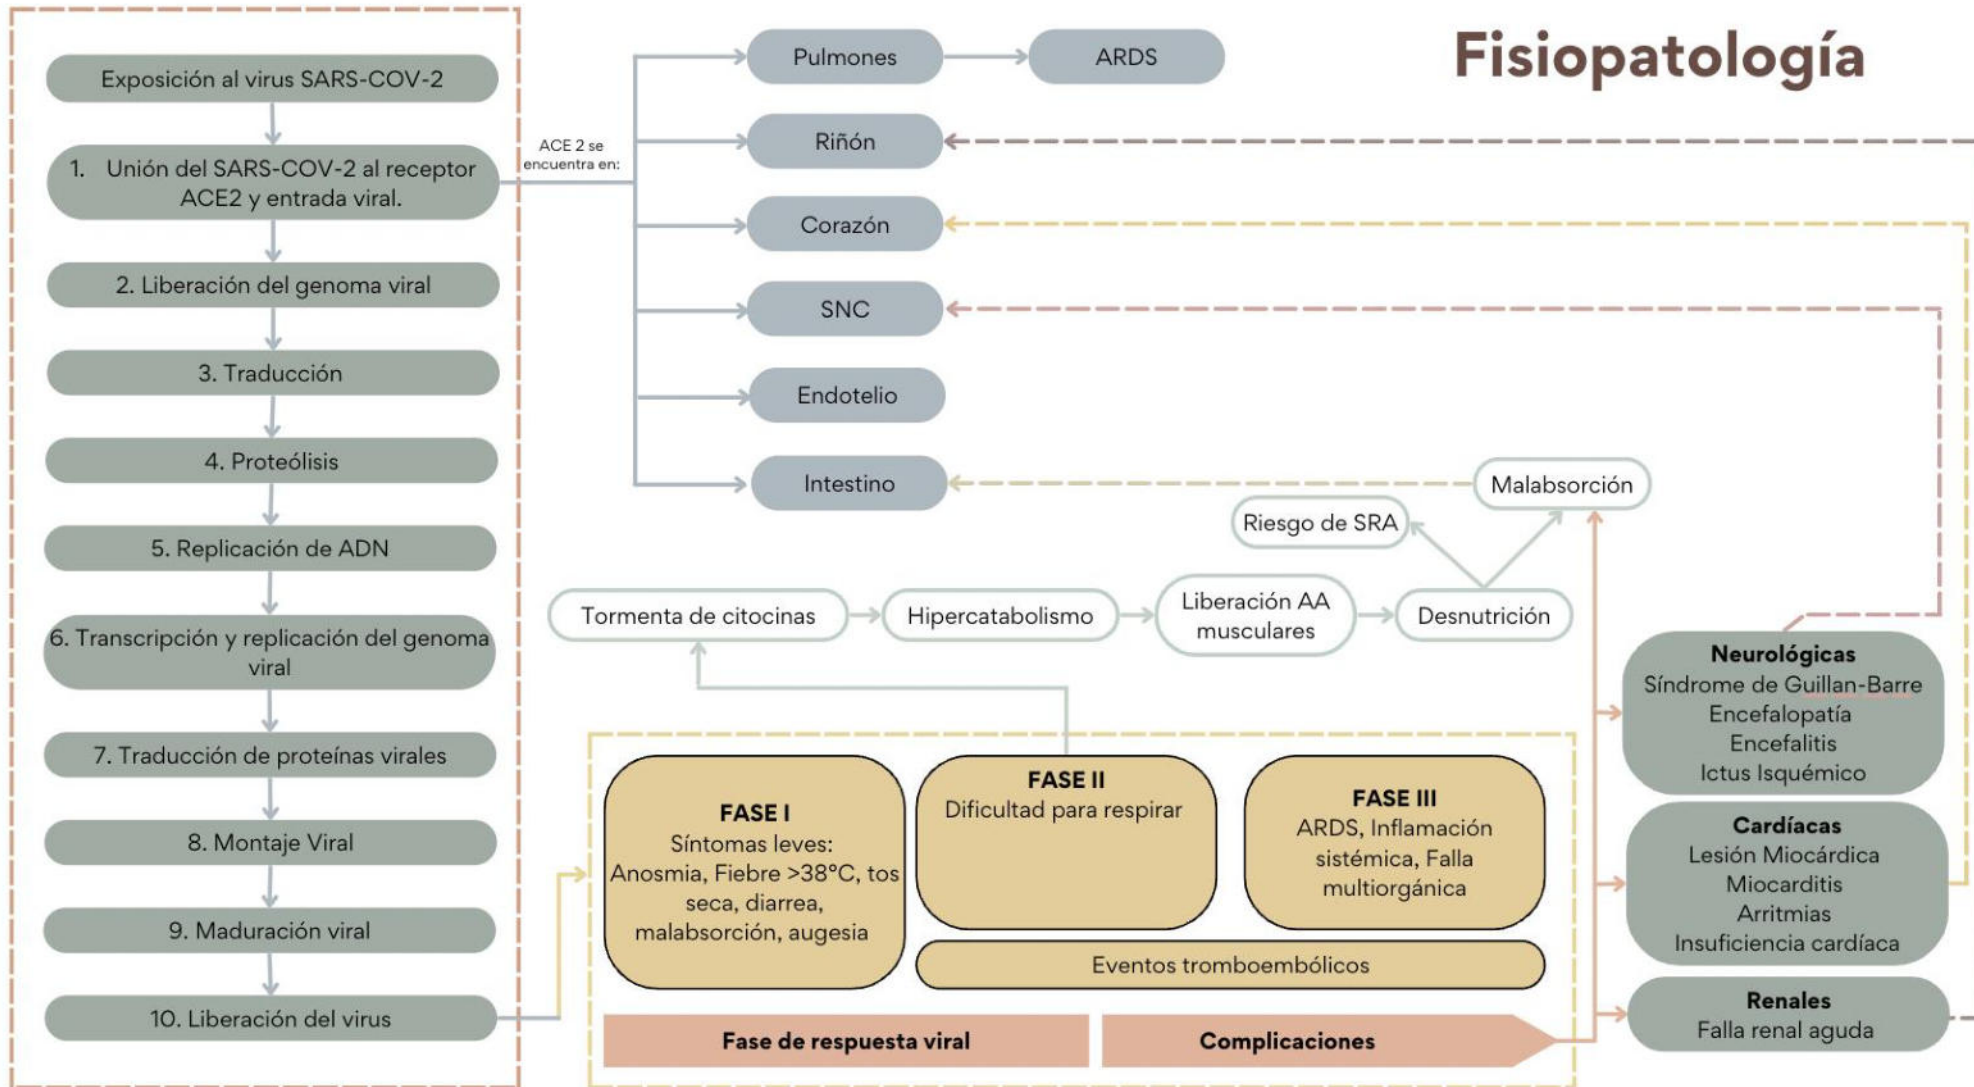 Fisiopatología
Exposición al virus SARS-COV-2
1. Unión del SARS-COV-2 al receptor
ACE2 y entrada viral.
2. Liberación del genoma viral
3. Traducción
4. Proteólisis
5. Replicación de ADN
6. Transcripción y replicación del genoma
viral
7. Traducción de proteínas virales
8. Montaje Viral
9. Maduración viral
10. Liberación del virus
ACE 2 se
encuentra en:
Pulmones
ARDS
Riñón
Corazón
SNC
Endotelio
Intestino
Malabsorción
Riesgo de SRA
Tormenta de citocinas
Hipercatabolismo
Liberación AA
musculares
Desnutrición
FASE I
Síntomas leves:
Anosmia, Fiebre >38°C, tos
seca, diarrea,
malabsorción, augesia
FASE II
Dificultad para respirar
FASE III
ARDS, Inflamación
sistémica, Falla
multiorgánica
Eventos tromboembólicos
Fase de respuesta viral
Complicaciones
Neurológicas
Síndrome de Guillan-Barre
Encefalopatía
Encefalitis
Ictus Isquémico
Cardíacas
Lesión Miocárdica
Miocarditis
Arritmias
Insuficiencia cardíaca
Renales
Falla renal aguda